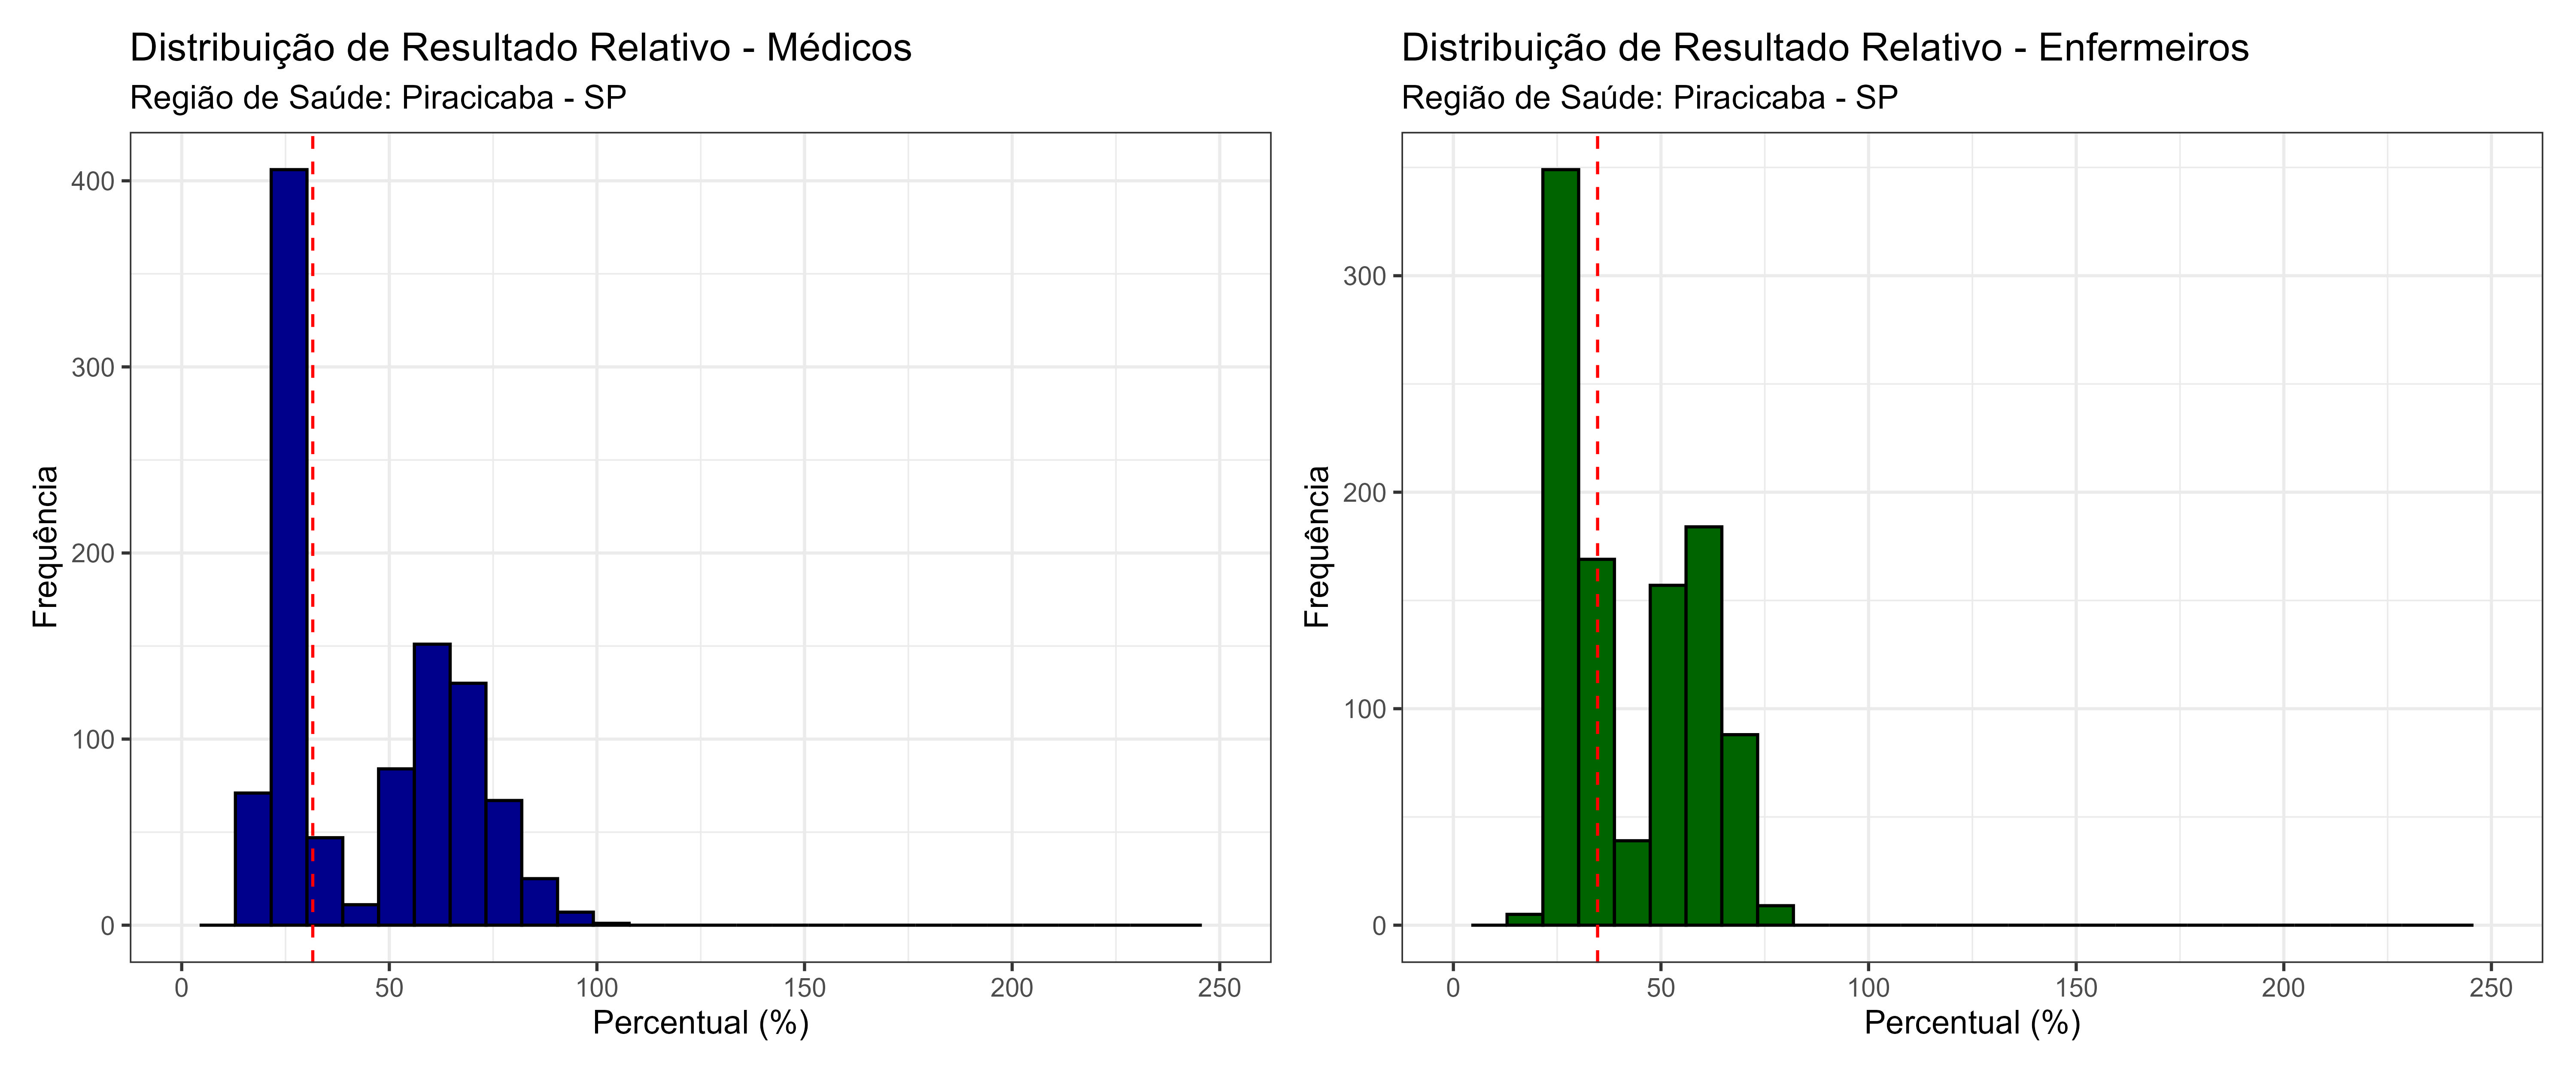 Distribuição de Resultado Relativo - Médicos
Região de Saúde: Piracicaba - SP
Frequência
400
300
200
100
0
0 50 100 150 200 250
Percentual (%)
Distribuição de Resultado Relativo - Enfermeiros
Região de Saúde: Piracicaba - SP
Frequência
300
200
100
0
0 50 100 150 200 250
Percentual (%)